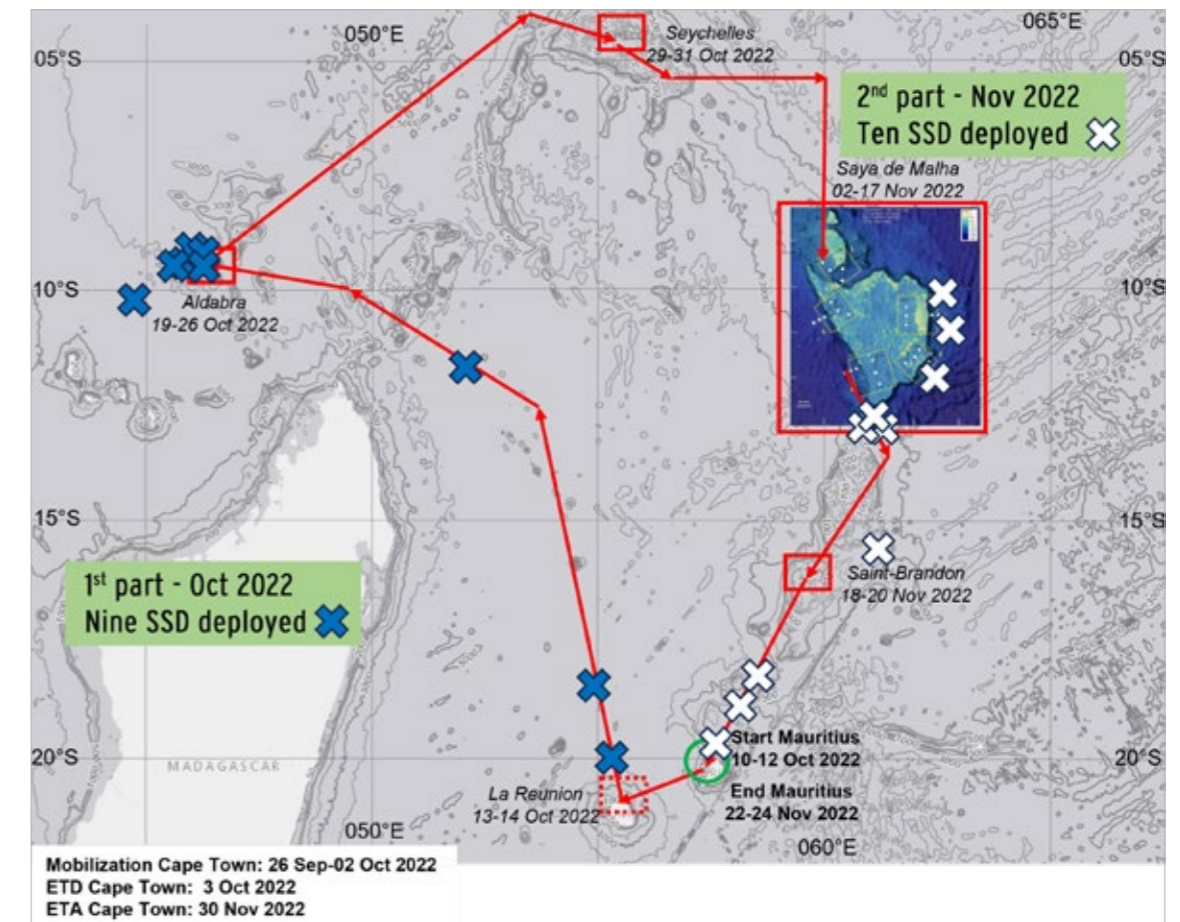 050°E
065°E
Seychelles
29-31 Oct 2022
05°S
05°S
2nd part - Nov 2022
Ten SSD deployed
Saya de Malha
02-17 Nov 2022
10°S
10°S
Aldabra
19-26 Oct 2022
15°S
15°S
1st part - Oct 2022
Nine SSD deployed
Saint-Brandon
18-20 Nov 2022
Start Mauritius
10-12 Oct 2022
20°S
20°S
MADAGASCAR
La Reunion
13-14 Oct 2022
End Mauritius
22-24 Nov 2022
050°E
060°E
Mobilization Cape Town: 26 Sep-02 Oct 2022
ETD Cape Town: 3 Oct 2022
ETA Cape Town: 30 Nov 2022